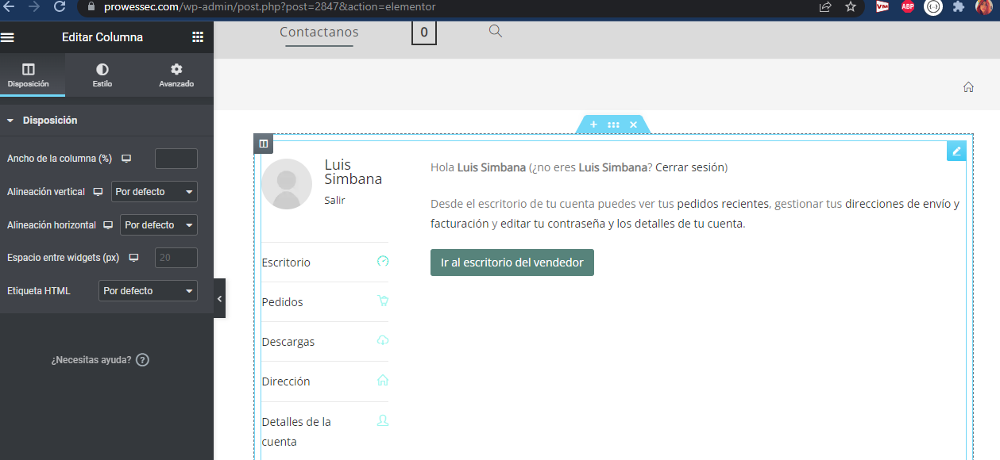 prowessec.com/wp-admin/post.php?post=2847&action=elementor
VM
ABP
Editar Columna
Disposición
Estilo
Avanzado
Disposición
Ancho de la columna (%)
Alineación vertical
Por defecto
Alineación horizontal
Por defecto
Espacio entre widgets (px)
20
Etiqueta HTML
Por defecto
¿Necesitas ayuda? ?
Contactanos
0
Luis
Simbana
Salir
Escritorio
Pedidos
Descargas
Dirección
Detalles de la
cuenta
Hola Luis Simbana (¿no eres Luis Simbana? Cerrar sesión)
Desde el escritorio de tu cuenta puedes ver tus pedidos recientes, gestionar tus direcciones de envío y
facturación y editar tu contraseña y los detalles de tu cuenta.
Ir al escritorio del vendedor